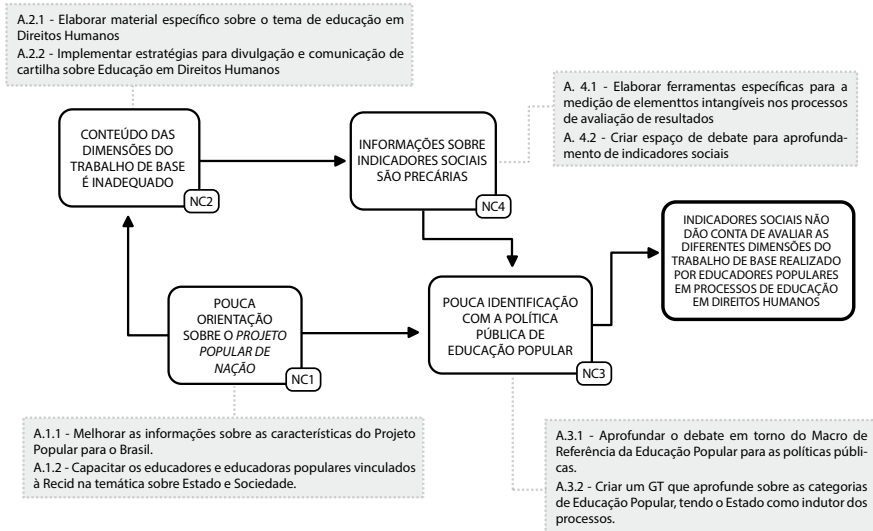 A.2.1 - Elaborar material específico sobre o tema de educação em
Direitos Humanos
A.2.2 - Implementar estratégias para divulgação e comunicação de
cartilha sobre Educação em Direitos Humanos
A. 4.1 - Elaborar ferramentas específicas para a
medição de elementtos intangíveis nos processos
de avaliação de resultados
A. 4.2 - Criar espaço de debate para aprofunda-
mento de indicadores sociais
CONTEÚDO DAS
DIMENSÕES DO
TRABALHO DE BASE
É INADEQUADO
NC2
INFORMAÇÕES SOBRE
INDICADORES SOCIAIS
SÃO PRECÁRIAS
NC4
INDICADORES SOCIAIS NÃO
DÃO CONTA DE AVALIAR AS
DIFERENTES DIMENSÕES DO
TRABALHO DE BASE REALIZADO
POR EDUCADORES POPULARES
EM PROCESSOS DE EDUCAÇÃO
EM DIREITOS HUMANOS
POUCA
ORIENTAÇÃO
SOBRE O PROJETO
POPULAR DE
NAÇÃO
NC1
POUCA IDENTIFICAÇÃO
COM A POLÍTICA
PÚBLICA DE
EDUCAÇÃO POPULAR
NC3
A.1.1 - Melhorar as informações sobre as características do Projeto
Popular para o Brasil.
A.1.2 - Capacitar os educadores e educadoras populares vinculados
à Recid na temática sobre Estado e Sociedade.
A.3.1 - Aprofundar o debate em torno do Macro de
Referência da Educação Popular para as políticas públi-
cas.
A.3.2 - Criar um GT que aprofunde sobre as categorias
de Educação Popular, tendo o Estado como indutor dos
processos.